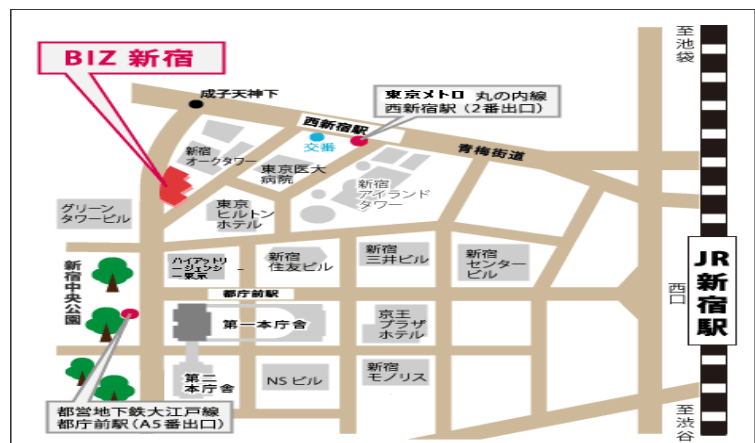 BIZ 新宿
成子天神下
東京メトロ 丸の内線
西新宿駅（2番出口）
西新宿駅
交番
青梅街道
至池袋
新宿
オークタワー
東京医大
病院
新宿
アイランド
タワー
グリーン
タワービル
東京
ヒルトン
ホテル
ハイアットリ
ージェンシ
ー東京
新宿
住友ビル
新宿
三井ビル
新宿
センター
ビル
新宿中央公園
都庁前駅
第一本庁舎
京王
プラザ
ホテル
西口
JR新宿駅
第二
本庁舎
NSビル
新宿
モノリス
都営地下鉄大江戸線
都庁前駅（A5番出口）
至渋谷